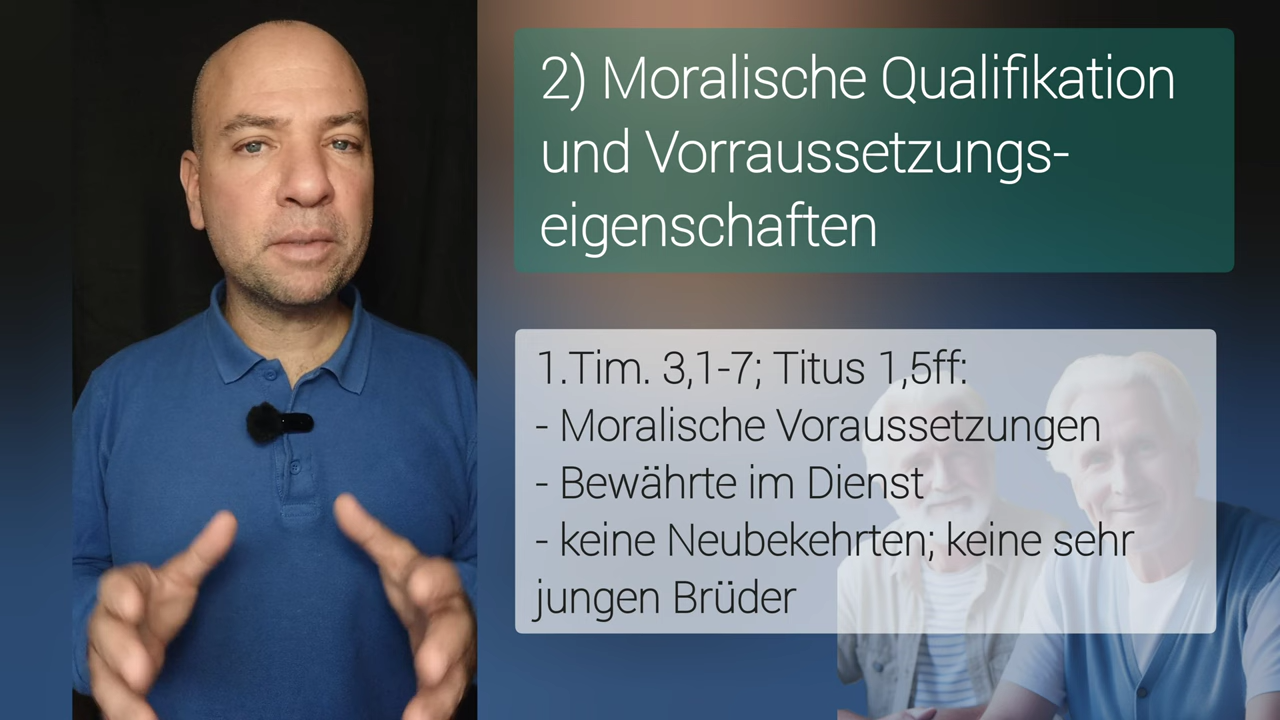 2) Moralische Qualifikation
und Vorraussetzungs-
eigenschaften
1.Tim. 3,1-7; Titus 1,5ff:
- Moralische Voraussetzungen
- Bewährte im Dienst
- keine Neubekehrten; keine sehr
jungen Brüder